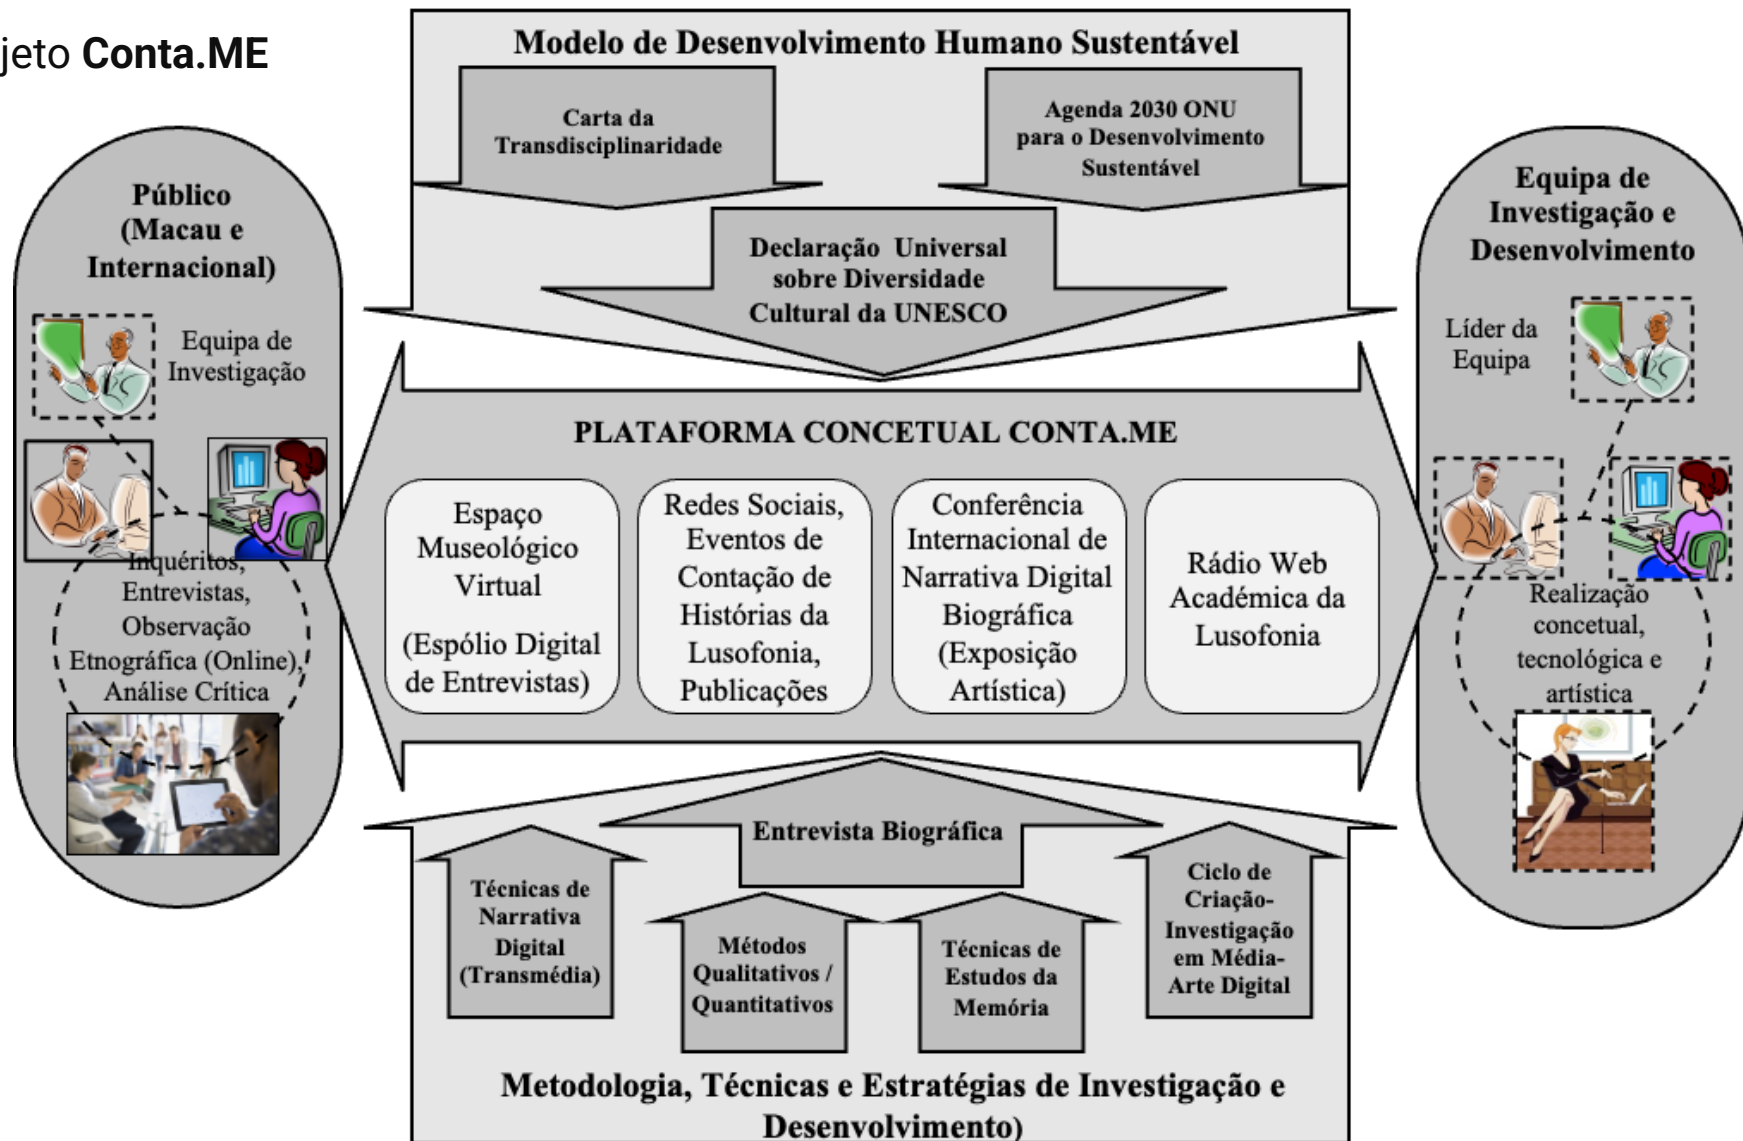 jeto Conta.ME
Modelo de Desenvolvimento Humano Sustentável
Carta da
Transdisciplinaridade
Agenda 2030 ONU
para o Desenvolvimento
Sustentável
Declaração Universal
sobre Diversidade
Cultural da UNESCO
Público
(Macau e
Internacional)
Equipa de
Investigação
Inquéritos,
Entrevistas,
Observação
Etnográfica (Online),
Análise Crítica
PLATAFORMA CONCETUAL CONTA.ME
Espaço
Museológico
Virtual
(Espólio Digital
de Entrevistas)
Redes Sociais,
Eventos de
Contação de
Histórias da
Lusofonia,
Publicações
Conferência
Internacional de
Narrativa Digital
Biográfica
(Exposição
Artística)
Rádio Web
Académica da
Lusofonia
Equipa de
Investigação e
Desenvolvimento
Líder da
Equipa
Realização
concetual,
tecnológica e
artística
Entrevista Biográfica
Técnicas de
Narrativa
Digital
(Transmédia)
Métodos
Qualitativos /
Quantitativos
Técnicas de
Estudos da
Memória
Ciclo de
Criação-
Investigação
em Média-
Arte Digital
Metodologia, Técnicas e Estratégias de Investigação e
Desenvolvimento)